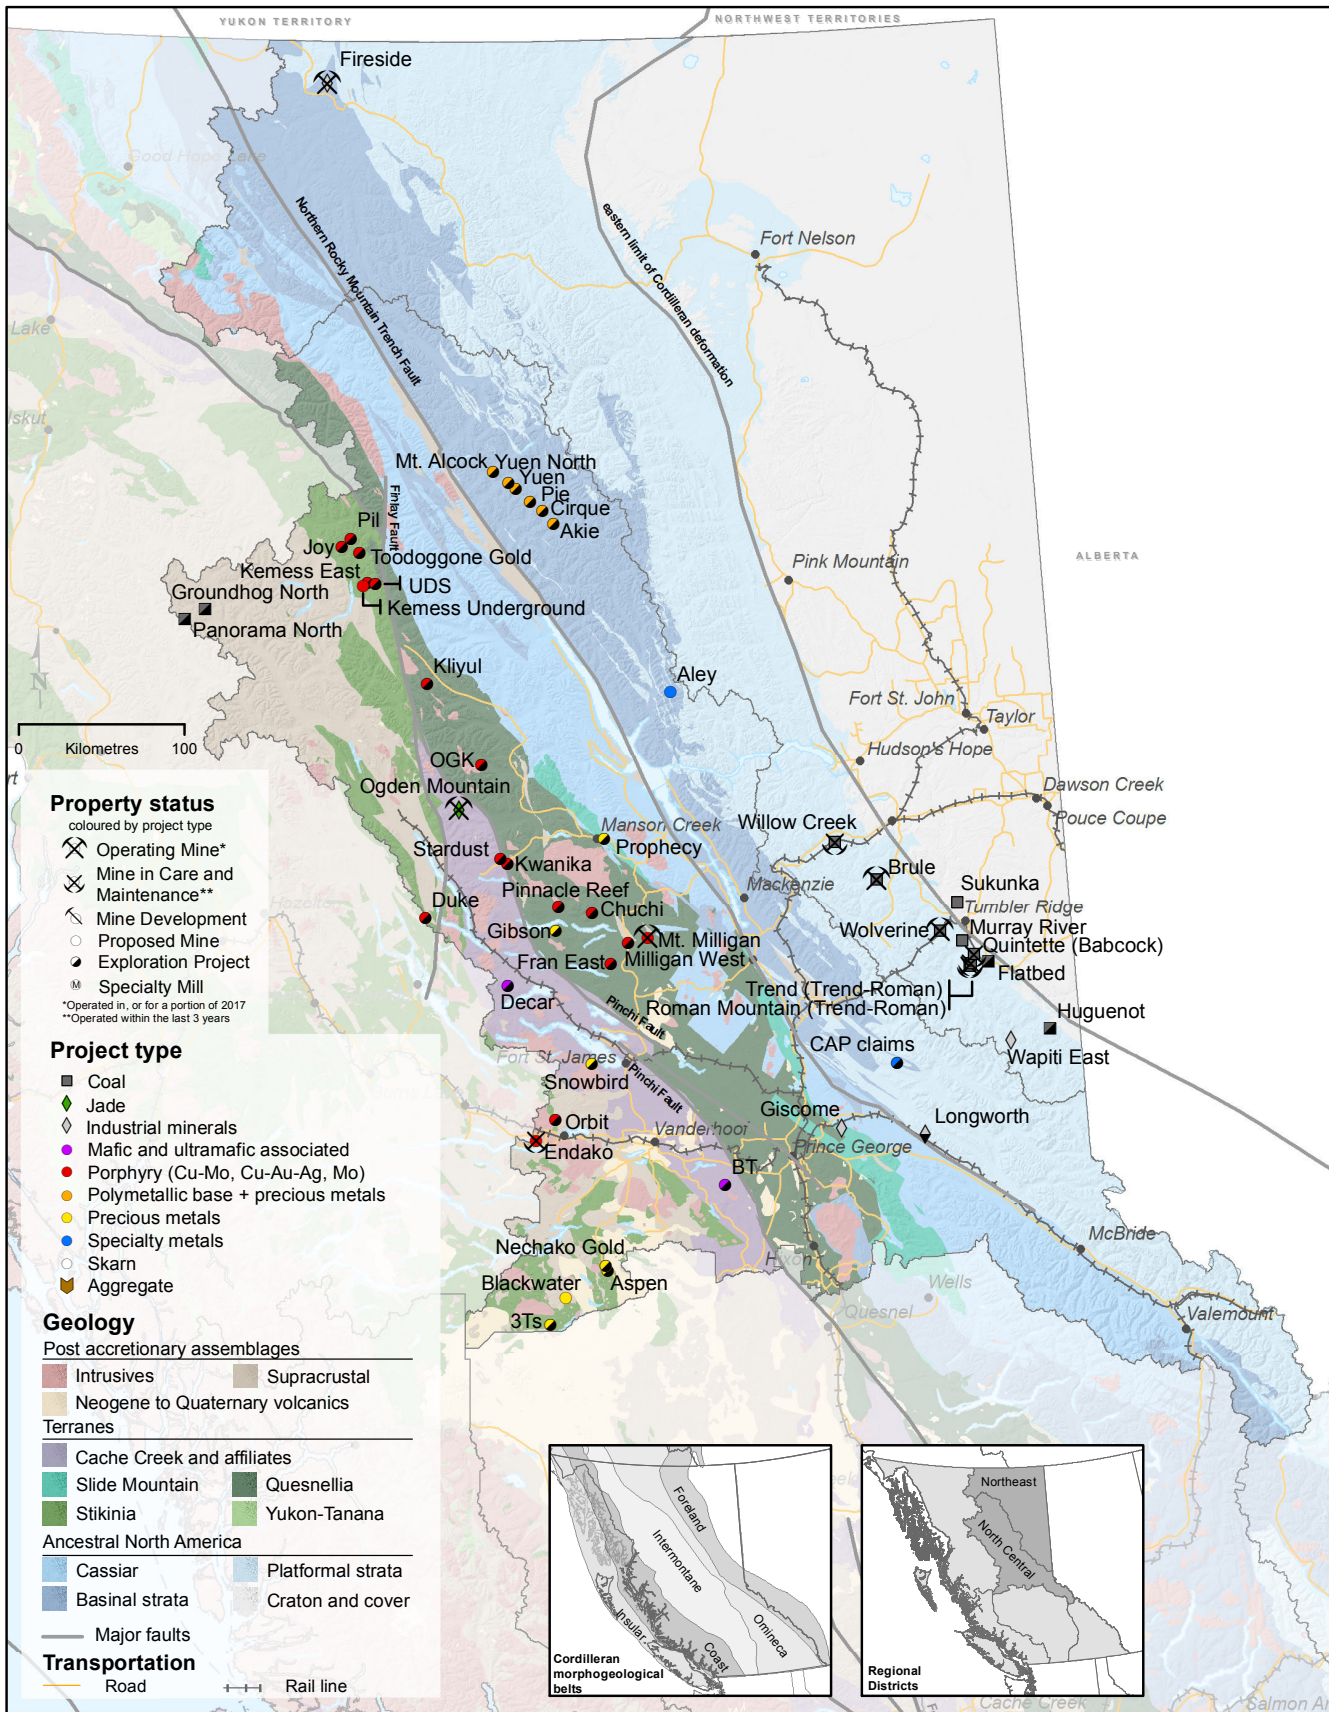 YUKON TERRITORY
NORTHWEST TERRITORIES
Fireside
Good Hope Lake
Northern Rocky Mountain Trench Fault
eastern limit of Cordilleran deformation
Fort Nelson
Lake
Iskut
Mt. Alcock
Yuen North
Yuen
Pie
Cirque
Akie
Finlay Fault
Pil
Joy
Toodoggone Gold
Kemess East
UDS
Groundhog North
Kemess Underground
Panorama North
Pink Mountain
ALBERTA
N
Kliyul
Aley
Fort St. John
Taylor
0
Kilometres
100
Hudson's Hope
OGK
Ogden Mountain
Dawson Creek
Pouce Coupe
Manson Creek
Prophecy
Willow Creek
Stardust
Kwanika
Brule
Mackenzie
Sukunka
Tumbler Ridge
Pinnacle Reef
Chuchi
Duke
Hazelton
Gibson
Mt. Milligan
Wolverine
Murray River
Quintette (Babcock)
Milligan West
Fran East
Flatbed
Trend (Trend-Roman)
Roman Mountain (Trend-Roman)
Decar
Pinchi Fault
Huguenot
Wapiti East
CAP claims
Fort St. James
Snowbird
Pinchi Fault
Giscome
Longworth
Orbit
Vanderhoof
Endako
Prince George
BT
McBride
Nechako Gold
Hixon
Blackwater
Aspen
Wells
3Ts
Quesnel
Valemount
Property status
coloured by project type
Operating Mine*
Mine in Care and
Maintenance**
Mine Development
Proposed Mine
Exploration Project
M
Specialty Mill
*Operated in, or for a portion of 2017
**Operated within the last 3 years
Project type
Coal
Jade
Industrial minerals
Mafic and ultramafic associated
Porphyry (Cu-Mo, Cu-Au-Ag, Mo)
Polymetallic base + precious metals
Precious metals
Specialty metals
Skarn
Aggregate
Geology
Post accretionary assemblages
Intrusives
Supracrustal
Neogene to Quaternary volcanics
Terranes
Cache Creek and affiliates
Slide Mountain
Quesnellia
Stikinia
Yukon-Tanana
Ancestral North America
Cassiar
Platformal strata
Basinal strata
Craton and cover
Major faults
Transportation
Road
Rail line
Foreland
Intermontane
Omineca
Insular
Coast
Cordilleran
morphogeological
belts
Northeast
North Central
Regional
Districts
Cache Creek
Salmon Ar